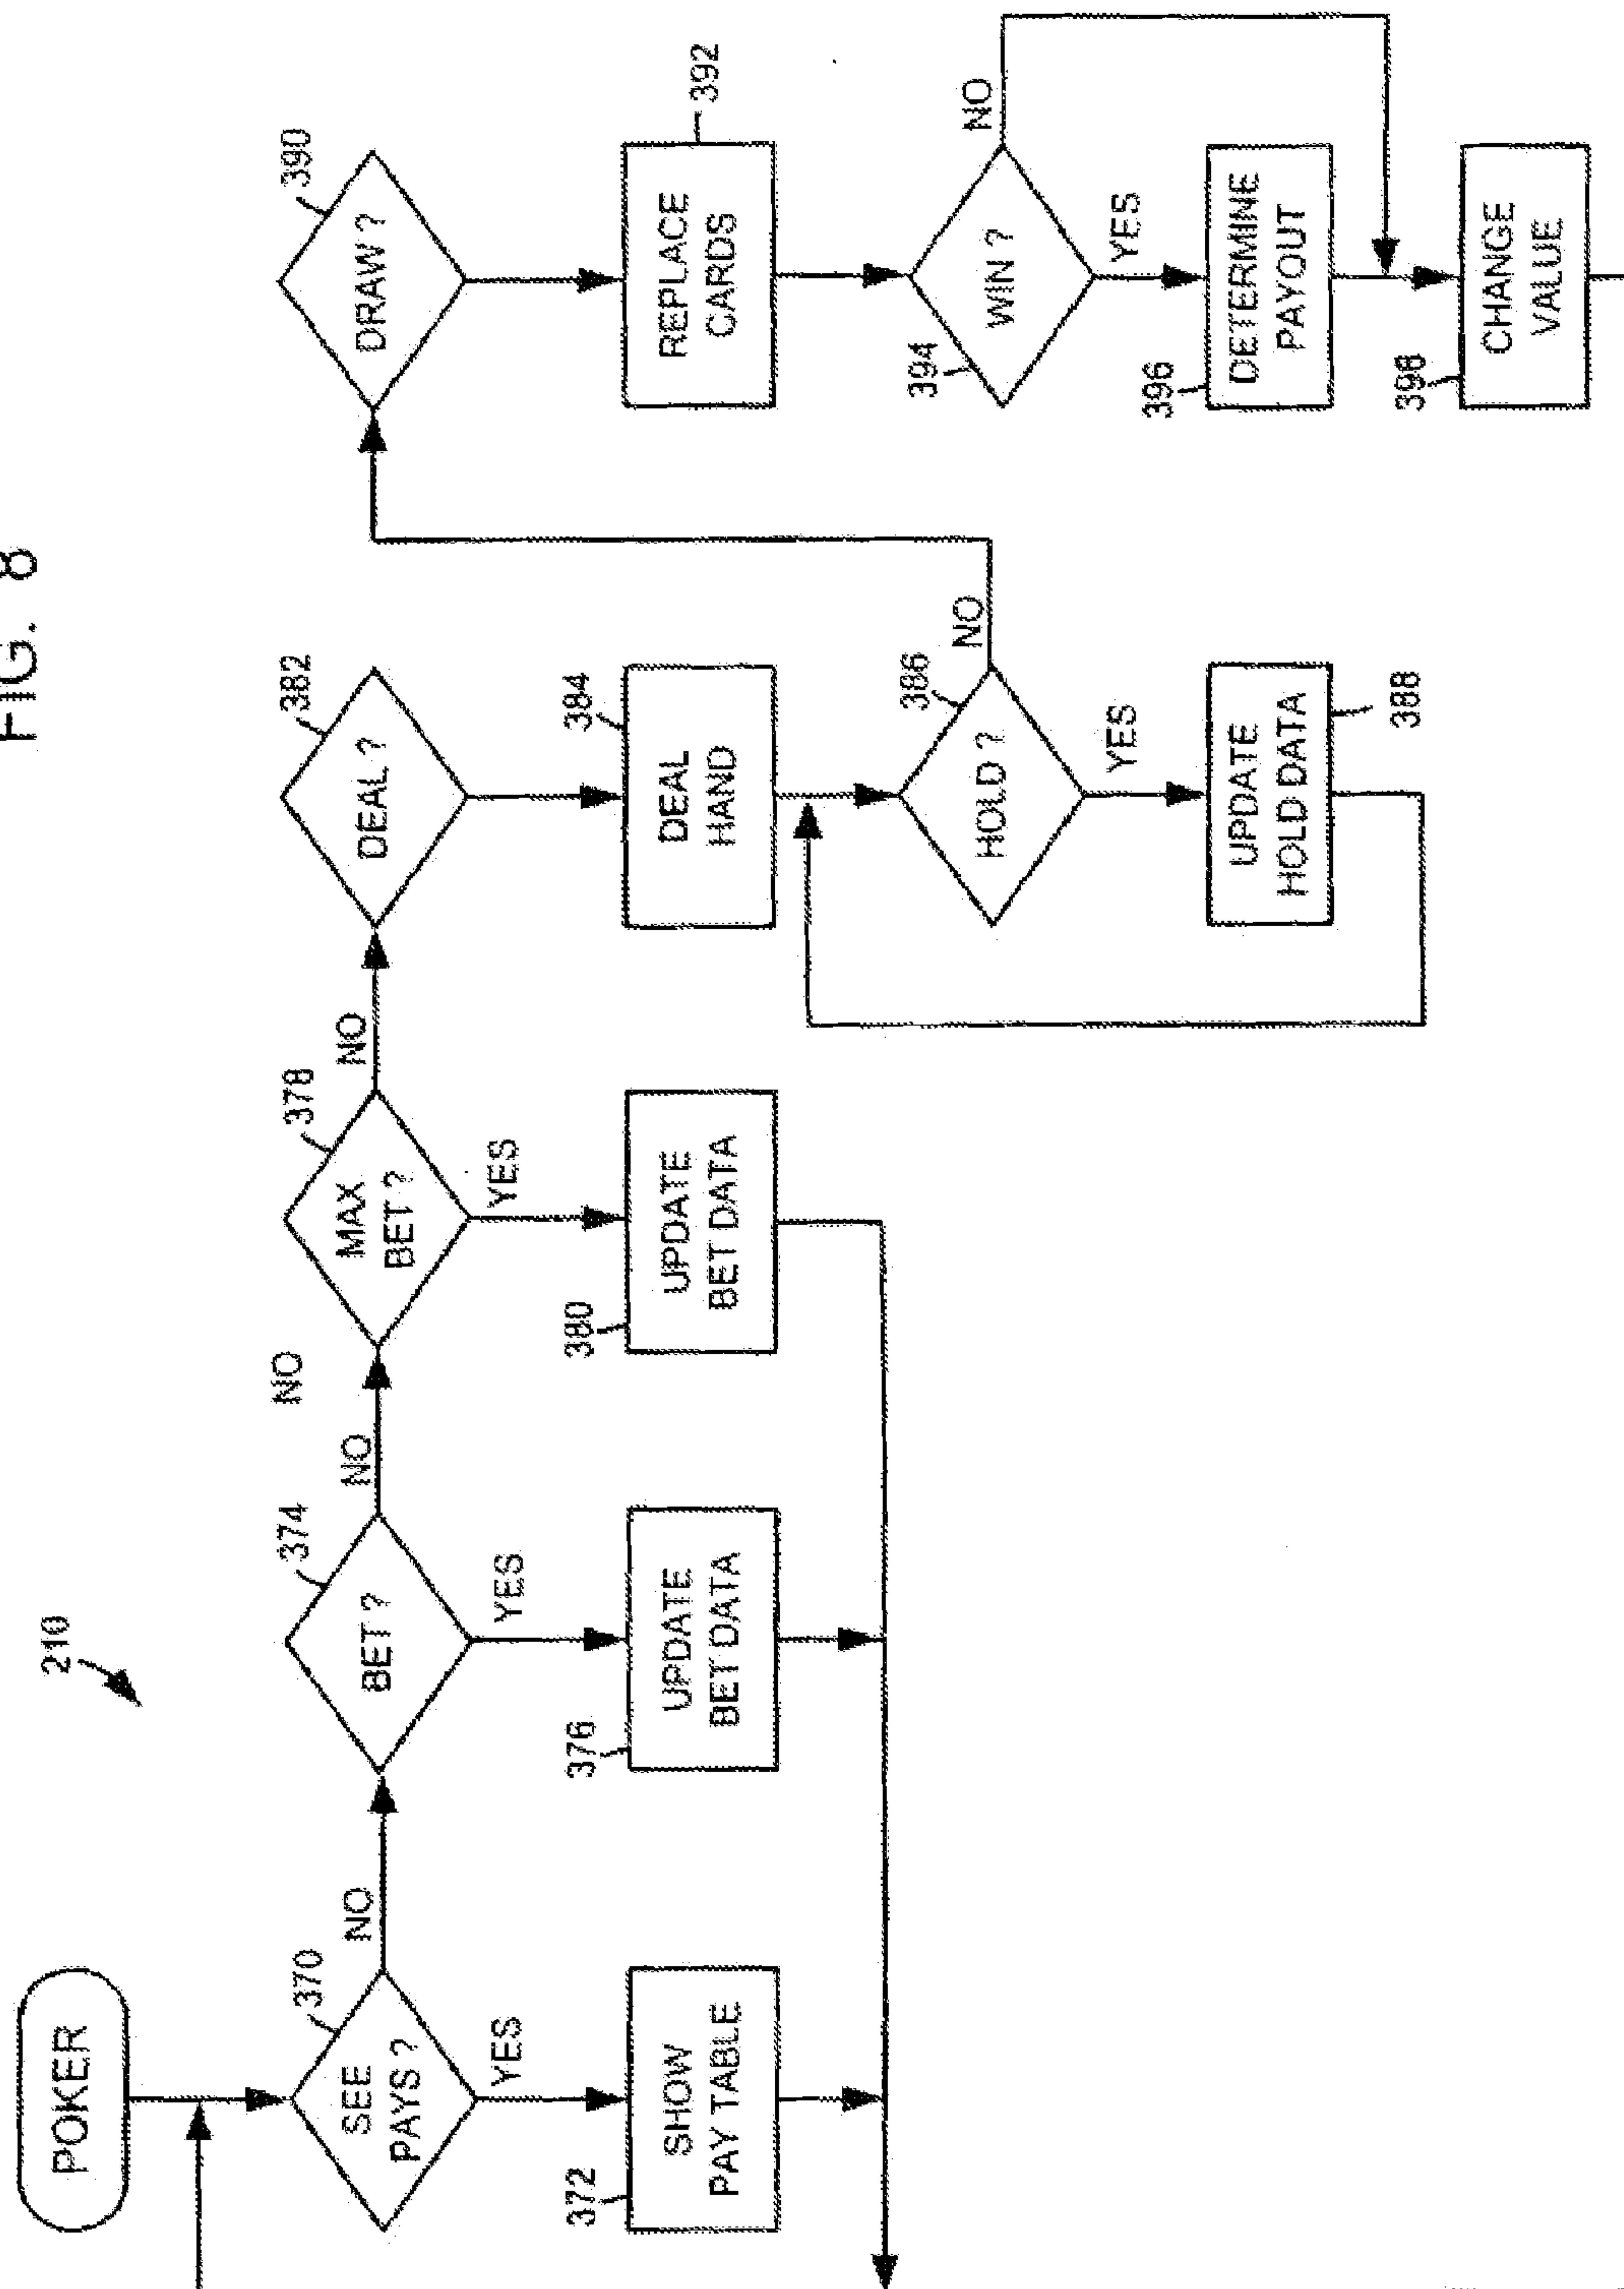 FIG. 8
210
POKER
370
SEE
PAYS ?
NO
YES
372
SHOW
PAY TABLE
374
BET ?
NO
YES
376
UPDATE
BET DATA
NO
378
MAX
BET ?
NO
YES
380
UPDATE
BET DATA
382
DEAL ?
384
DEAL
HAND
386
HOLD ?
NO
YES
UPDATE
HOLD DATA
388
390
DRAW ?
392
REPLACE
CARDS
394
WIN ?
NO
YES
396
DETERMINE
PAYOUT
398
CHANGE
VALUE